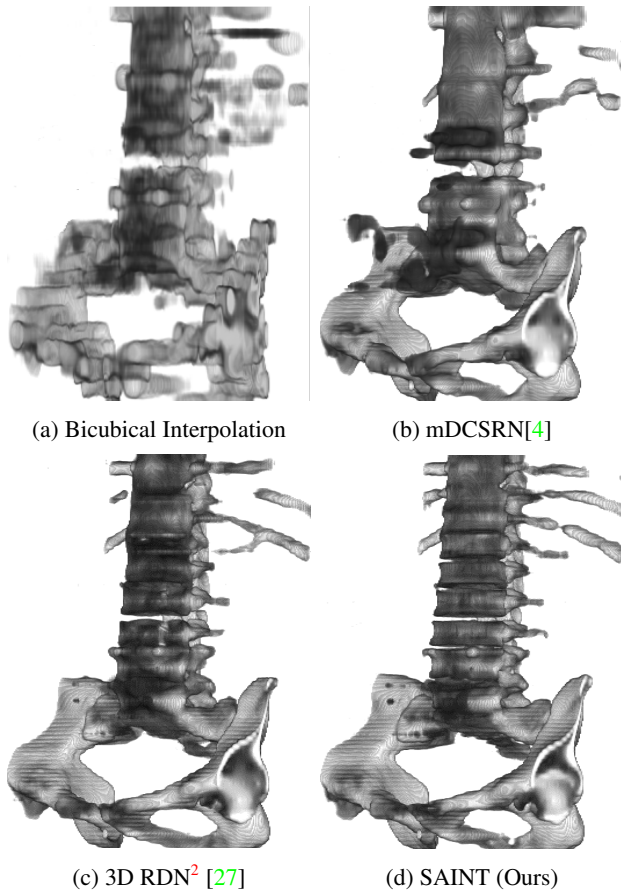 (a) Bicubical Interpolation
(b) mDCSRN[4]
(c) 3D RDN2 [27]
(d) SAINT (Ours)